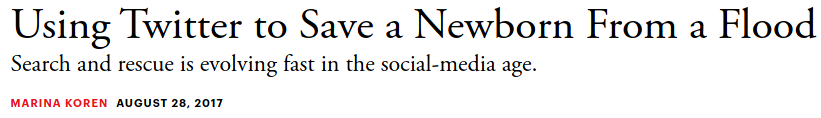 Using Twitter to Save a Newborn From a Flood
Search and rescue is evolving fast in the social-media age.
MARINA KOREN AUGUST 28, 2017